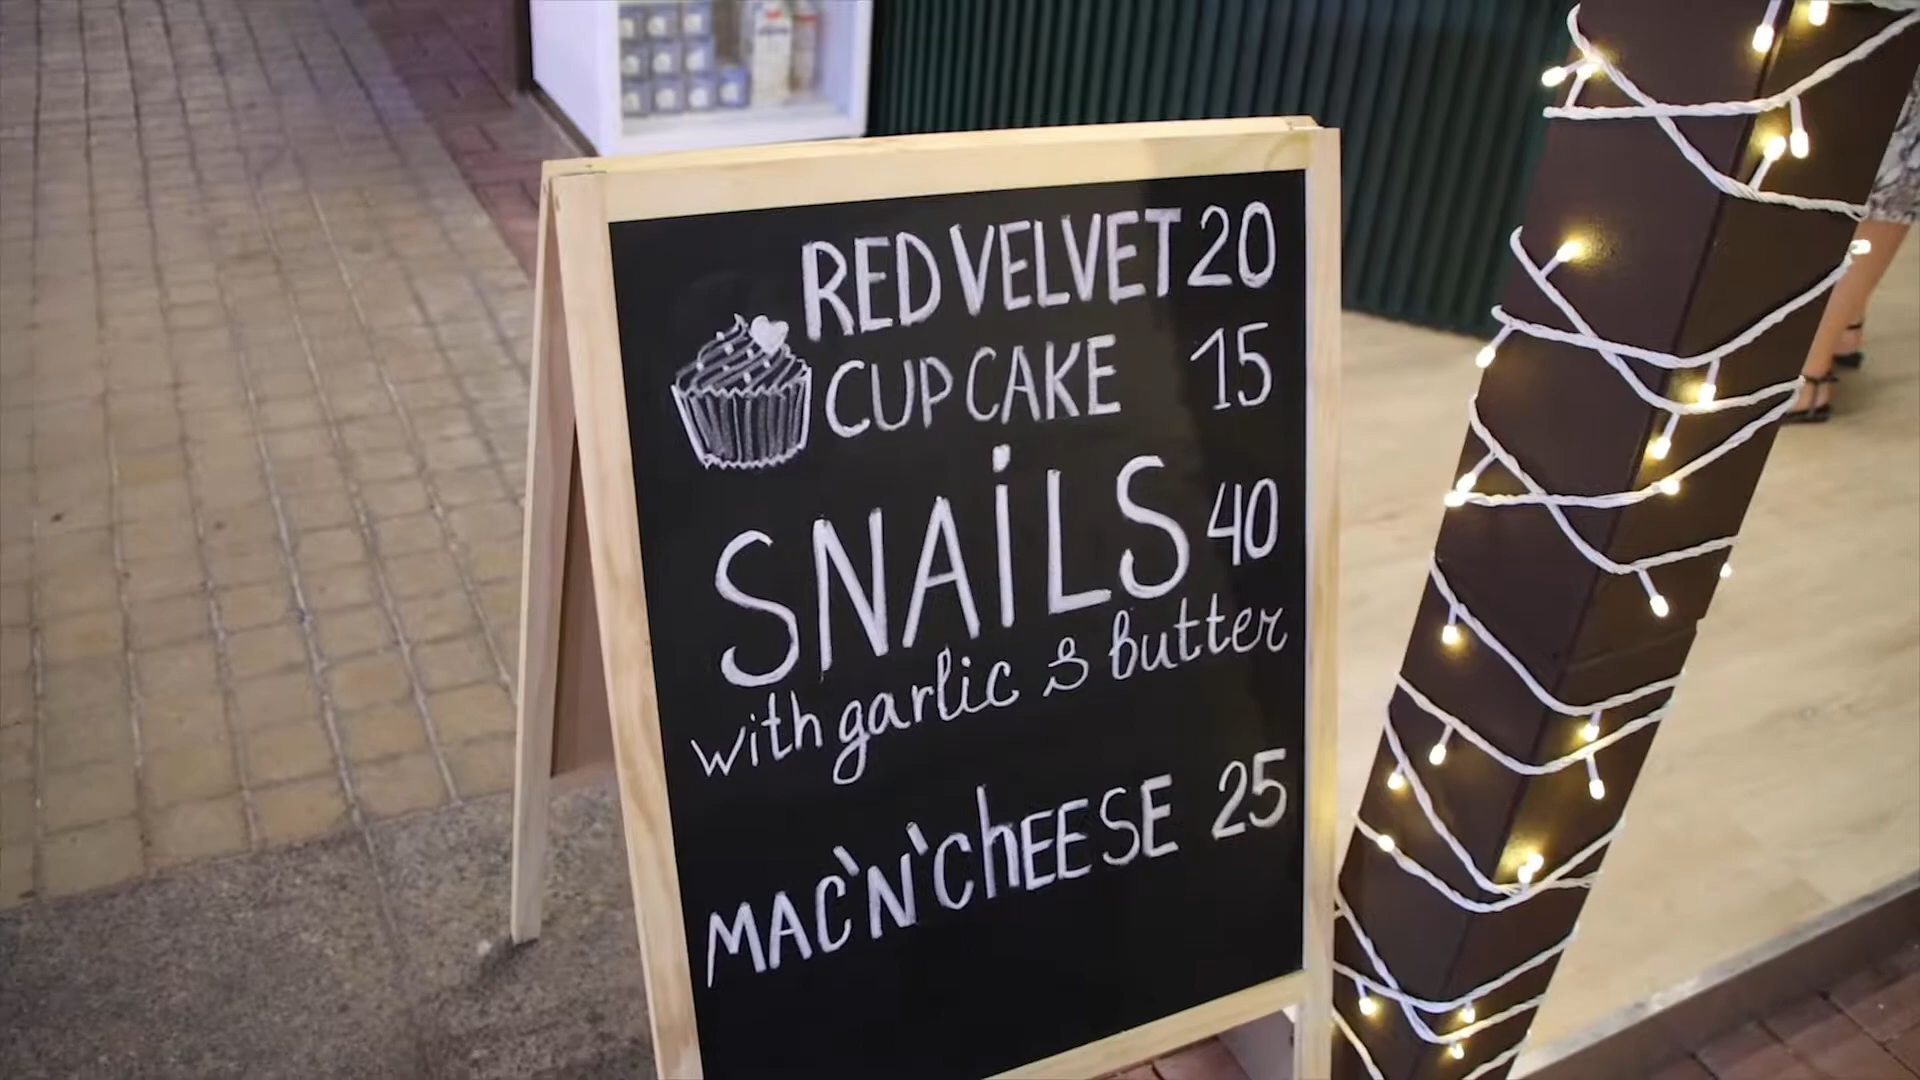 RED VELVET 20
CUP CAKE 15
SNAiLS 40
with garlic & butter
MAC'N'ChEESE 25